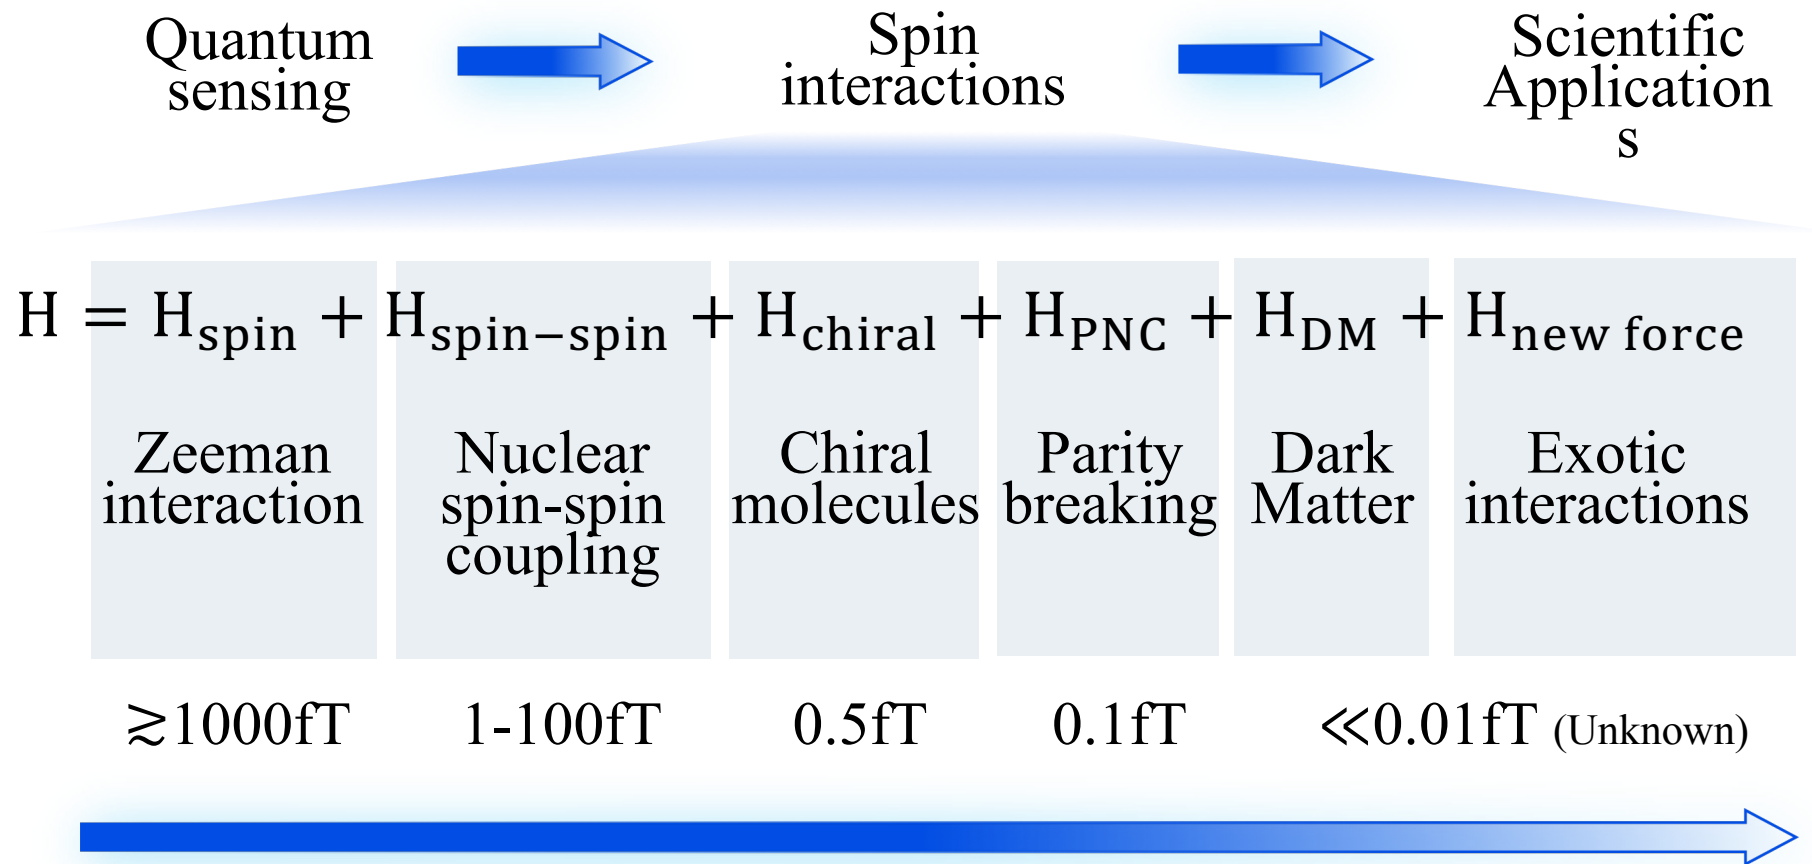 Quantum
sensing
Spin
interactions
Scientific
Application
s
H = H_spin + H_spin−spin + H_chiral + H_PNC + H_DM + H_new force
Zeeman
interaction
Nuclear
spin-spin
coupling
Chiral
molecules
Parity
breaking
Dark
Matter
Exotic
interactions
≳1000fT
1-100fT
0.5fT
0.1fT
≪0.01fT (Unknown)